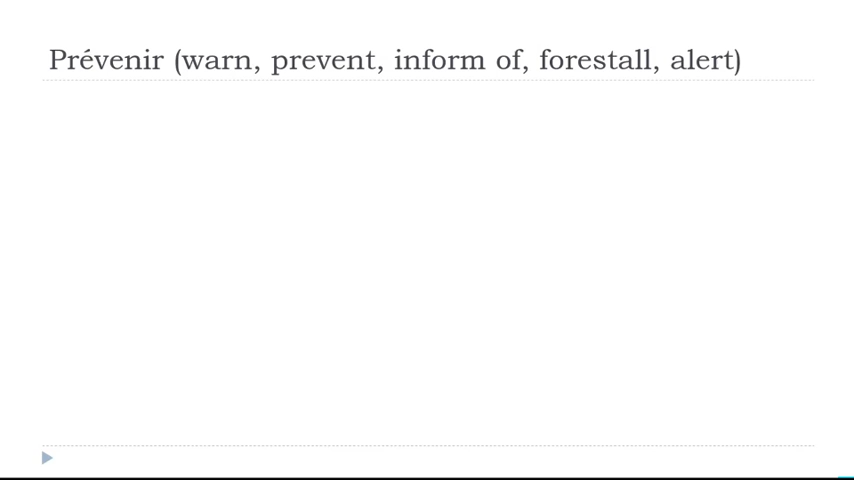 Prévenir (warn, prevent, inform of, forestall, alert)